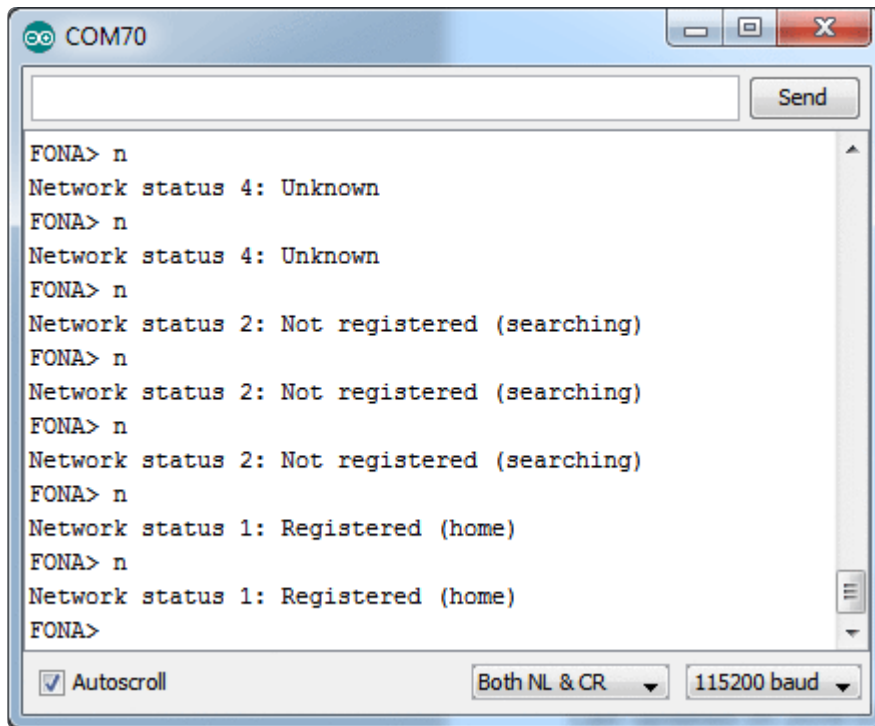 COM70
Send
FONA> n
Network status 4: Unknown
FONA> n
Network status 4: Unknown
FONA> n
Network status 2: Not registered (searching)
FONA> n
Network status 2: Not registered (searching)
FONA> n
Network status 2: Not registered (searching)
FONA> n
Network status 1: Registered (home)
FONA> n
Network status 1: Registered (home)
FONA>
Autoscroll Both NL & CR 115200 baud